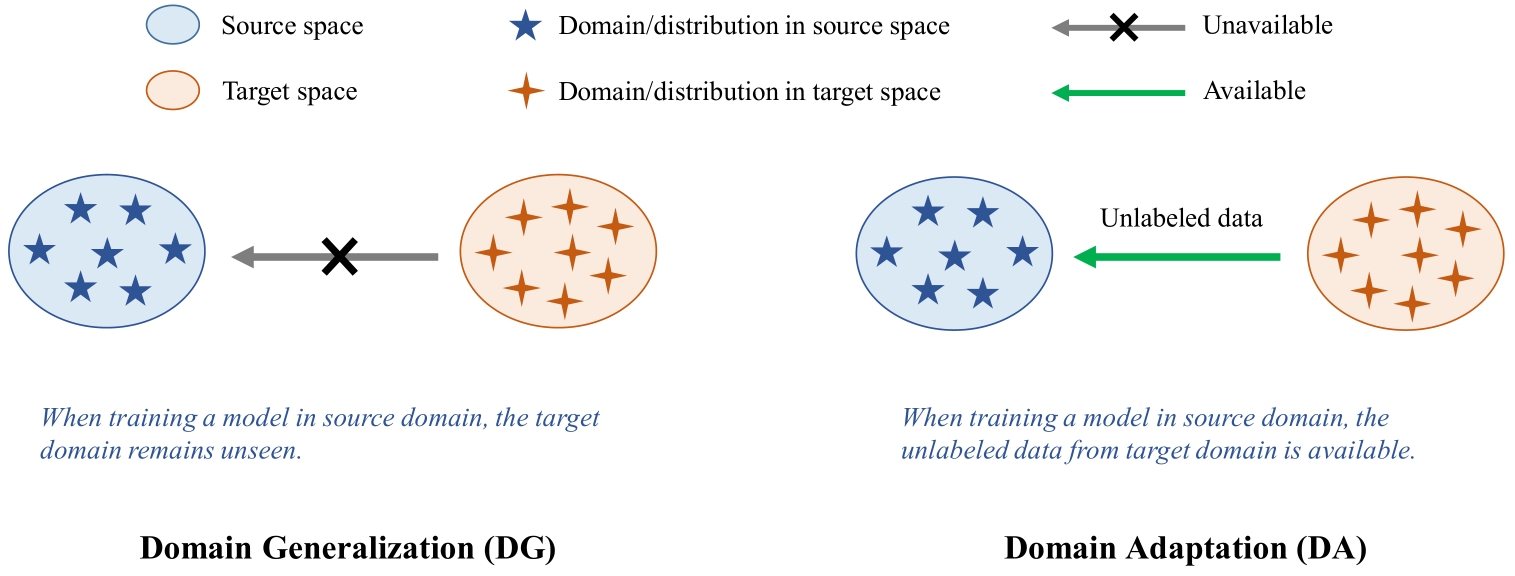 Source space
Domain/distribution in source space
Unavailable
Target space
Domain/distribution in target space
Available
Unlabeled data
When training a model in source domain, the target
domain remains unseen.
When training a model in source domain, the
unlabeled data from target domain is available.
Domain Generalization (DG)
Domain Adaptation (DA)